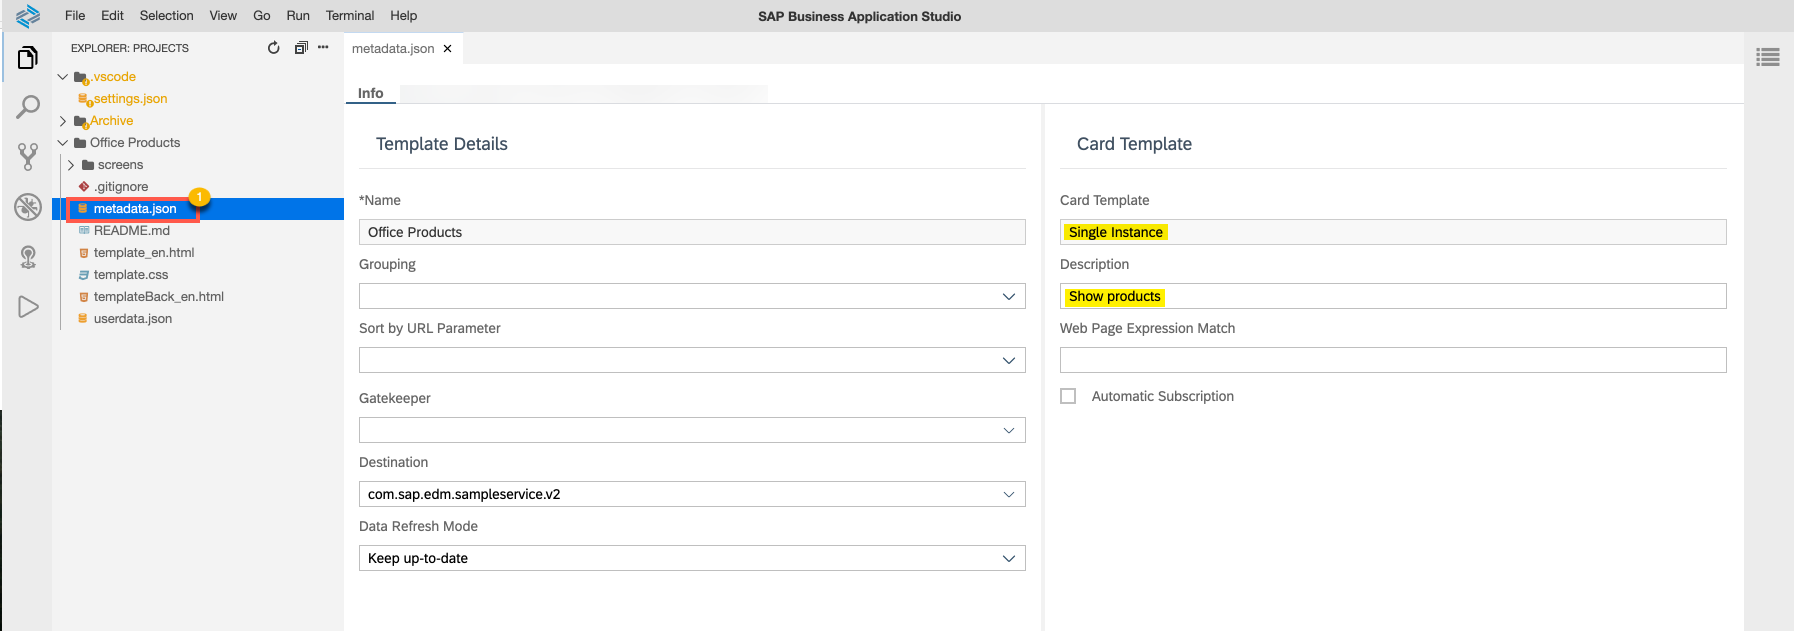 File Edit Selection View Go Run Terminal Help
SAP Business Application Studio
EXPLORER: PROJECTS
.vscode
settings.json
Archive
Office Products
screens
.gitignore
metadata.json
1
README.md
template_en.html
template.css
templateBack_en.html
userdata.json
metadata.json
Info
Template Details
*Name
Office Products
Grouping
Sort by URL Parameter
Gatekeeper
Destination
com.sap.edm.sampleservice.v2
Data Refresh Mode
Keep up-to-date
Card Template
Card Template
Single Instance
Description
Show products
Web Page Expression Match
Automatic Subscription